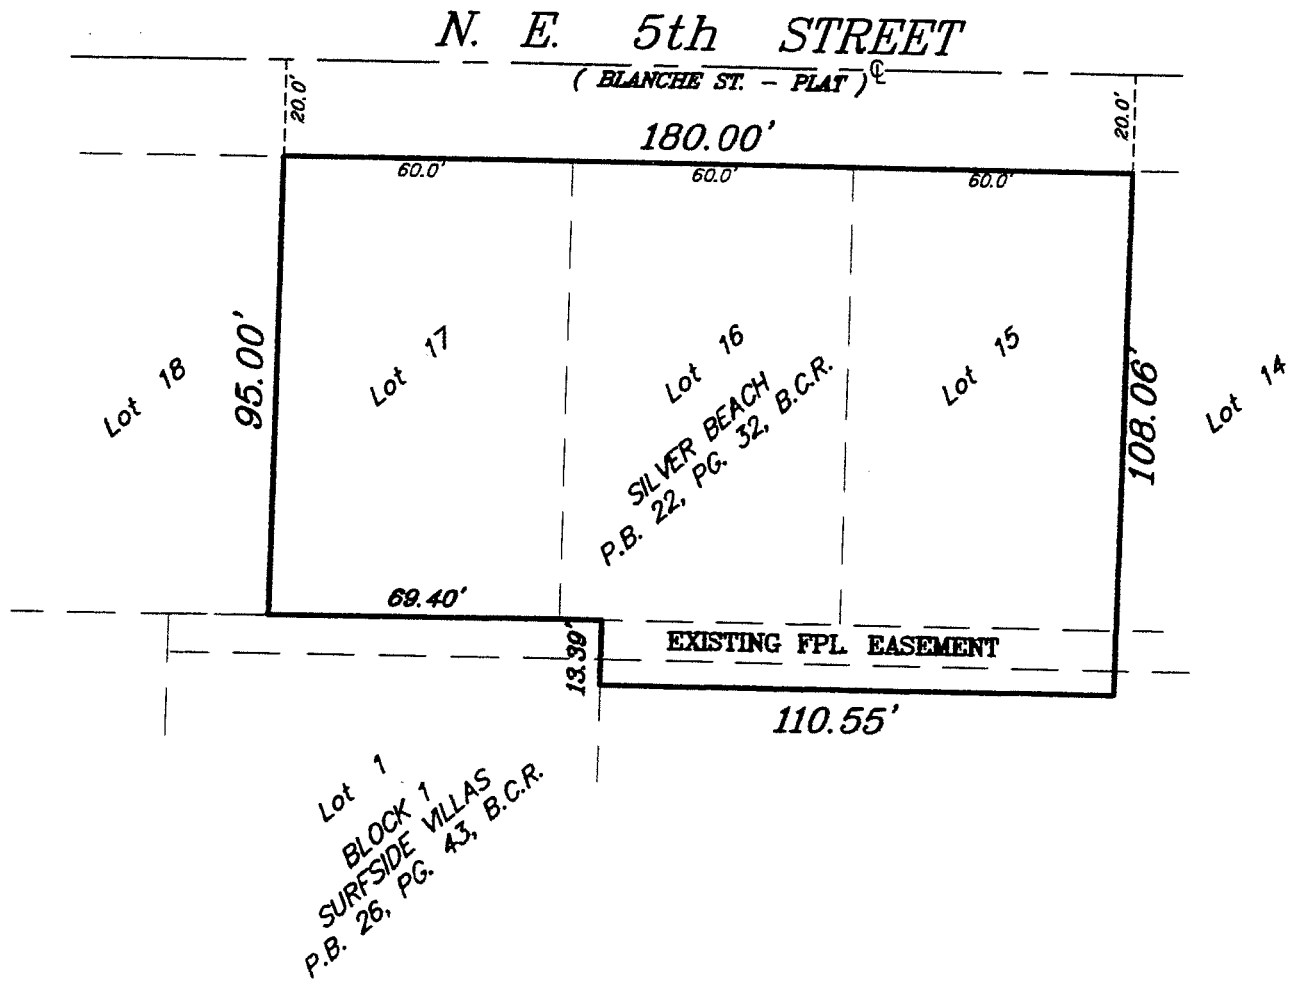 N. E. 5th STREET
( BLANCHE ST. - PLAT ) ℄
20.0'
20.0'
180.00'
60.0'
60.0'
60.0'
95.00'
108.06'
Lot 18
Lot 17
Lot 16
Lot 15
Lot 14
SILVER BEACH
P.B. 22, PG. 32, B.C.R.
69.40'
13.39'
EXISTING FPL EASEMENT
110.55'
Lot 1
BLOCK 1
SURFSIDE VILLAS
P.B. 26, PG. 43, B.C.R.